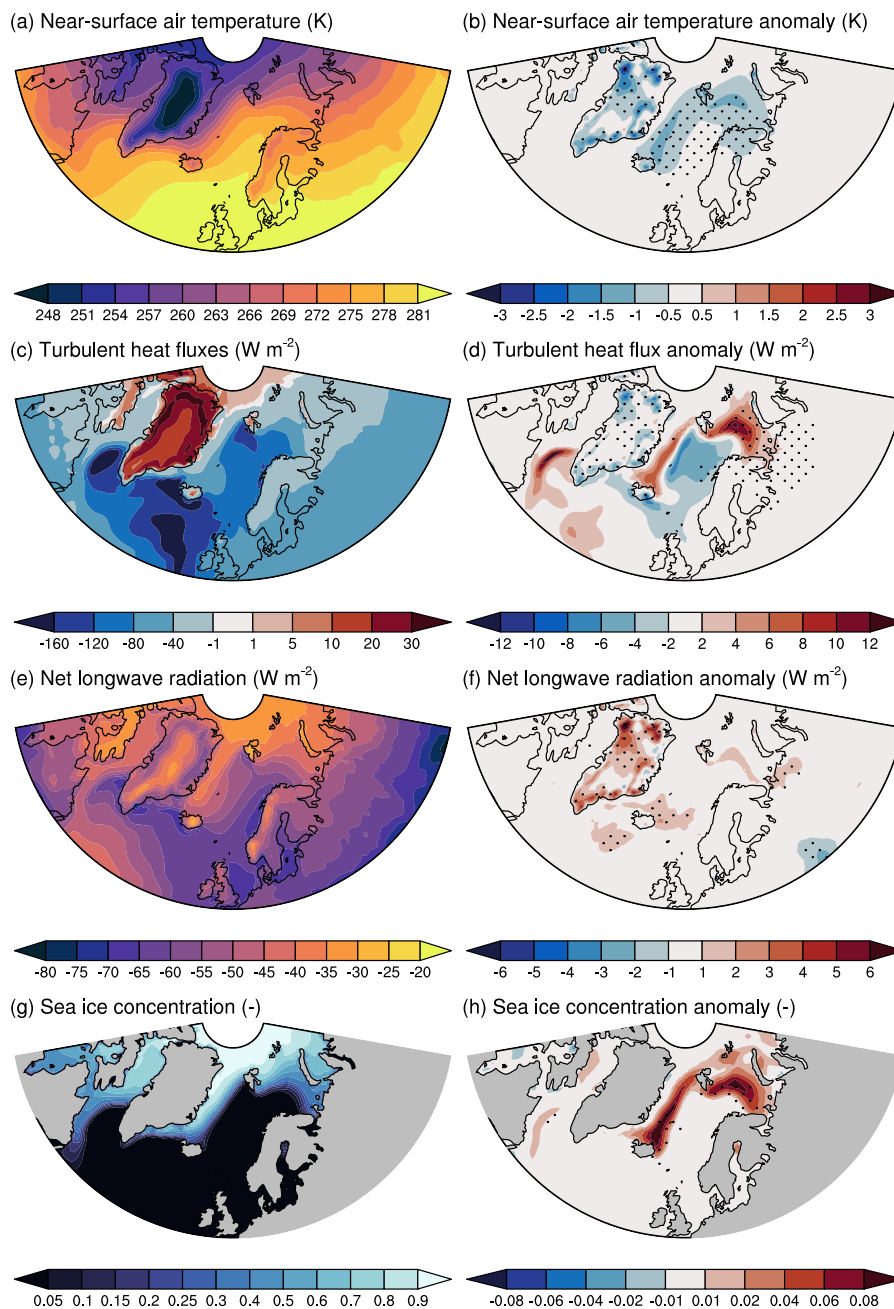 (a) Near-surface air temperature (K)
(b) Near-surface air temperature anomaly (K)
248 251 254 257 260 263 266 269 272 275 278 281
-3 -2.5 -2 -1 -0.5 0.5 1 1.5 2 2.5 3
(c) Turbulent heat fluxes (W m⁻²)
(d) Turbulent heat flux anomaly (W m⁻²)
-160 -120 -80 -40 -1 1 5 10 20 30
-12 -10 -8 -6 -4 -2 2 4 6 8 10 12
(e) Net longwave radiation (W m⁻²)
(f) Net longwave radiation anomaly (W m⁻²)
-80 -75 -70 -65 -60 -55 -50 -45 -40 -35 -30 -25 -20
-6 -5 -4 -3 -2 -1 1 2 3 4 5 6
(g) Sea ice concentration (-)
(h) Sea ice concentration anomaly (-)
0.05 0.1 0.15 0.2 0.25 0.3 0.4 0.5 0.6 0.7 0.8 0.9
-0.08 -0.06 -0.04 -0.02 -0.01 0.01 0.02 0.04 0.06 0.08